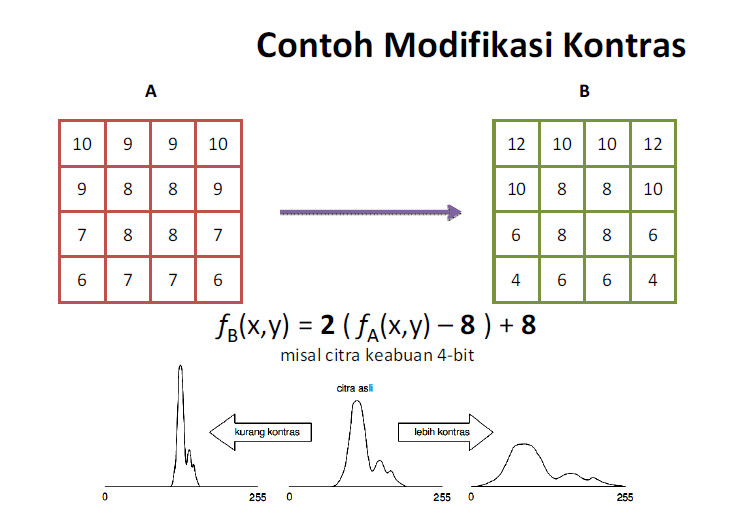 Contoh Modifikasi Kontras
A B
10 9 9 10 12 10 10 12
9 8 8 9 10 8 8 10
7 8 8 7 6 8 8 6
6 7 7 6 4 6 6 4
fB(x,y) = 2 ( fA(x,y) – 8 ) + 8
misal citra keabuan 4-bit
citra asli
kurang kontras lebih kontras
0 255 0 255 0 255